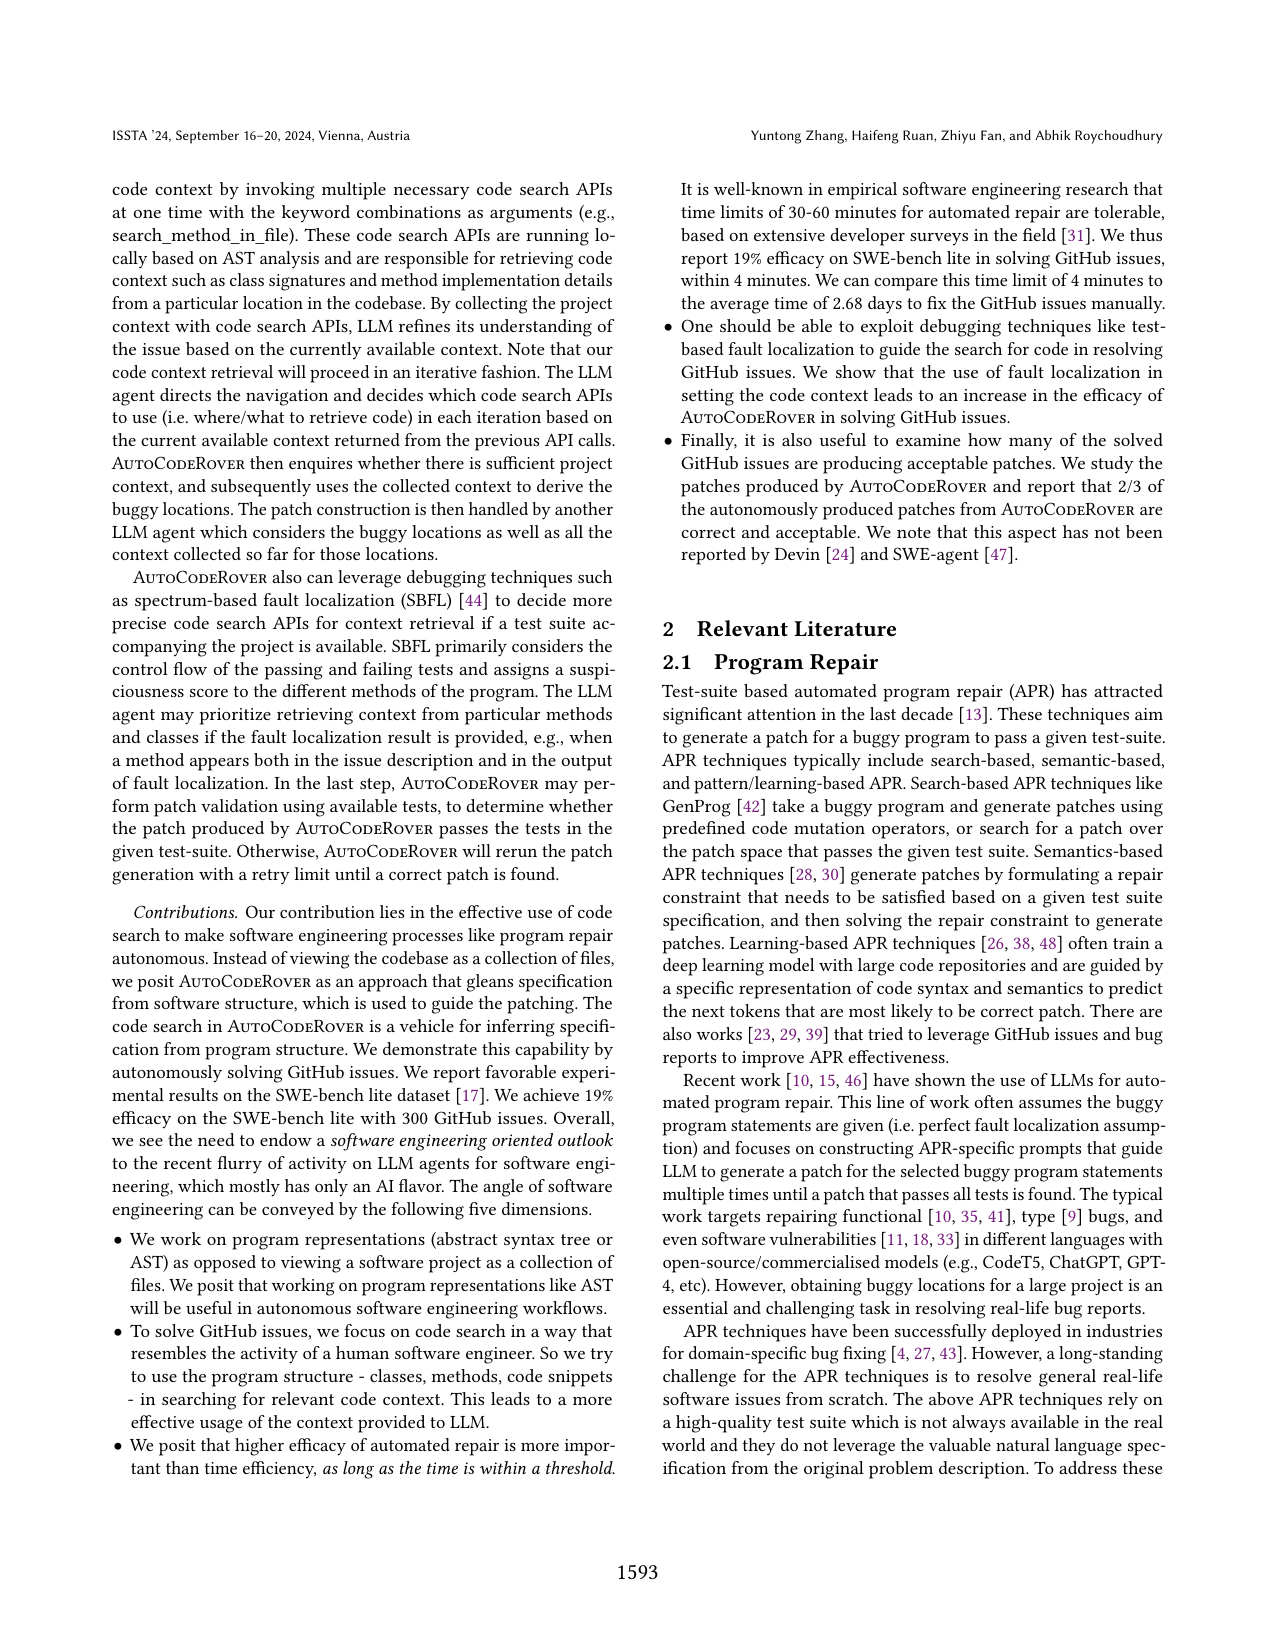 ISSTA '24, September 16–20, 2024, Vienna, Austria
Yuntong Zhang, Haifeng Ruan, Zhiyu Fan, and Abhik Roychoudhury
code context by invoking multiple necessary code search APIs
at one time with the keyword combinations as arguments (e.g.,
search_method_in_file). These code search APIs are running lo-
cally based on AST analysis and are responsible for retrieving code
context such as class signatures and method implementation details
from a particular location in the codebase. By collecting the project
context with code search APIs, LLM refines its understanding of
the issue based on the currently available context. Note that our
code context retrieval will proceed in an iterative fashion. The LLM
agent directs the navigation and decides which code search APIs
to use (i.e. where/what to retrieve code) in each iteration based on
the current available context returned from the previous API calls.
AutoCodeRover then enquires whether there is sufficient project
context, and subsequently uses the collected context to derive the
buggy locations. The patch construction is then handled by another
LLM agent which considers the buggy locations as well as all the
context collected so far for those locations.
AutoCodeRover also can leverage debugging techniques such
as spectrum-based fault localization (SBFL) [44] to decide more
precise code search APIs for context retrieval if a test suite ac-
companying the project is available. SBFL primarily considers the
control flow of the passing and failing tests and assigns a suspi-
ciousness score to the different methods of the program. The LLM
agent may prioritize retrieving context from particular methods
and classes if the fault localization result is provided, e.g., when
a method appears both in the issue description and in the output
of fault localization. In the last step, AutoCodeRover may per-
form patch validation using available tests, to determine whether
the patch produced by AutoCodeRover passes the tests in the
given test-suite. Otherwise, AutoCodeRover will rerun the patch
generation with a retry limit until a correct patch is found.
Contributions. Our contribution lies in the effective use of code
search to make software engineering processes like program repair
autonomous. Instead of viewing the codebase as a collection of files,
we posit AutoCodeRover as an approach that gleans specification
from software structure, which is used to guide the patching. The
code search in AutoCodeRover is a vehicle for inferring specifi-
cation from program structure. We demonstrate this capability by
autonomously solving GitHub issues. We report favorable experi-
mental results on the SWE-bench lite dataset [17]. We achieve 19%
efficacy on the SWE-bench lite with 300 GitHub issues. Overall,
we see the need to endow a software engineering oriented outlook
to the recent flurry of activity on LLM agents for software engi-
neering, which mostly has only an AI flavor. The angle of software
engineering can be conveyed by the following five dimensions.
• We work on program representations (abstract syntax tree or
AST) as opposed to viewing a software project as a collection of
files. We posit that working on program representations like AST
will be useful in autonomous software engineering workflows.
• To solve GitHub issues, we focus on code search in a way that
resembles the activity of a human software engineer. So we try
to use the program structure - classes, methods, code snippets
- in searching for relevant code context. This leads to a more
effective usage of the context provided to LLM.
• We posit that higher efficacy of automated repair is more impor-
tant than time efficiency, as long as the time is within a threshold.
It is well-known in empirical software engineering research that
time limits of 30-60 minutes for automated repair are tolerable,
based on extensive developer surveys in the field [31]. We thus
report 19% efficacy on SWE-bench lite in solving GitHub issues,
within 4 minutes. We can compare this time limit of 4 minutes to
the average time of 2.68 days to fix the GitHub issues manually.
• One should be able to exploit debugging techniques like test-
based fault localization to guide the search for code in resolving
GitHub issues. We show that the use of fault localization in
setting the code context leads to an increase in the efficacy of
AutoCodeRover in solving GitHub issues.
• Finally, it is also useful to examine how many of the solved
GitHub issues are producing acceptable patches. We study the
patches produced by AutoCodeRover and report that 2/3 of
the autonomously produced patches from AutoCodeRover are
correct and acceptable. We note that this aspect has not been
reported by Devin [24] and SWE-agent [47].
2 Relevant Literature
2.1 Program Repair
Test-suite based automated program repair (APR) has attracted
significant attention in the last decade [13]. These techniques aim
to generate a patch for a buggy program to pass a given test-suite.
APR techniques typically include search-based, semantic-based,
and pattern/learning-based APR. Search-based APR techniques like
GenProg [42] take a buggy program and generate patches using
predefined code mutation operators, or search for a patch over
the patch space that passes the given test suite. Semantics-based
APR techniques [28, 30] generate patches by formulating a repair
constraint that needs to be satisfied based on a given test suite
specification, and then solving the repair constraint to generate
patches. Learning-based APR techniques [26, 38, 48] often train a
deep learning model with large code repositories and are guided by
a specific representation of code syntax and semantics to predict
the next tokens that are most likely to be correct patch. There are
also works [23, 29, 39] that tried to leverage GitHub issues and bug
reports to improve APR effectiveness.
Recent work [10, 15, 46] have shown the use of LLMs for auto-
mated program repair. This line of work often assumes the buggy
program statements are given (i.e. perfect fault localization assump-
tion) and focuses on constructing APR-specific prompts that guide
LLM to generate a patch for the selected buggy program statements
multiple times until a patch that passes all tests is found. The typical
work targets repairing functional [10, 35, 41], type [9] bugs, and
even software vulnerabilities [11, 18, 33] in different languages with
open-source/commercialised models (e.g., CodeT5, ChatGPT, GPT-
4, etc). However, obtaining buggy locations for a large project is an
essential and challenging task in resolving real-life bug reports.
APR techniques have been successfully deployed in industries
for domain-specific bug fixing [4, 27, 43]. However, a long-standing
challenge for the APR techniques is to resolve general real-life
software issues from scratch. The above APR techniques rely on
a high-quality test suite which is not always available in the real
world and they do not leverage the valuable natural language spec-
ification from the original problem description. To address these
1593